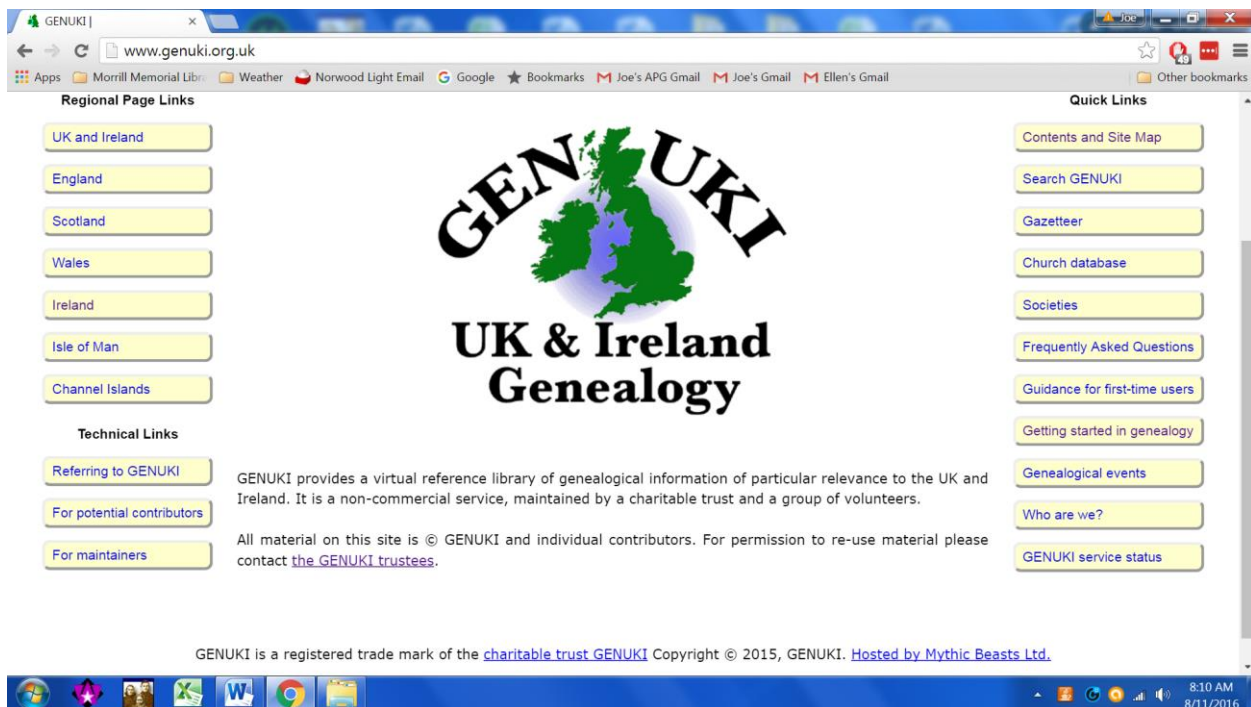 GENUKI |
Joe
www.genuki.org.uk
49
Apps Morrill Memorial Libr Weather Norwood Light Email Google Bookmarks Joe's APG Gmail Joe's Gmail Ellen's Gmail Other bookmarks
Regional Page Links
UK and Ireland
England
Scotland
Wales
Ireland
Isle of Man
Channel Islands
Technical Links
Referring to GENUKI
For potential contributors
For maintainers
GENUKI
UK & Ireland
Genealogy
GENUKI provides a virtual reference library of genealogical information of particular relevance to the UK and
Ireland. It is a non-commercial service, maintained by a charitable trust and a group of volunteers.
All material on this site is © GENUKI and individual contributors. For permission to re-use material please
contact the GENUKI trustees.
Quick Links
Contents and Site Map
Search GENUKI
Gazetteer
Church database
Societies
Frequently Asked Questions
Guidance for first-time users
Getting started in genealogy
Genealogical events
Who are we?
GENUKI service status
GENUKI is a registered trade mark of the charitable trust GENUKI Copyright © 2015, GENUKI. Hosted by Mythic Beasts Ltd.
8:10 AM
8/11/2016